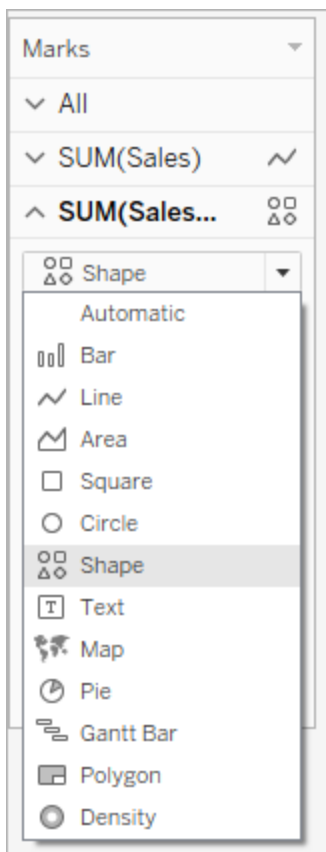 Marks
All
SUM(Sales)
SUM(Sales...
Shape
Automatic
Bar
Line
Area
Square
Circle
Shape
T Text
Map
Pie
Gantt Bar
Polygon
Density